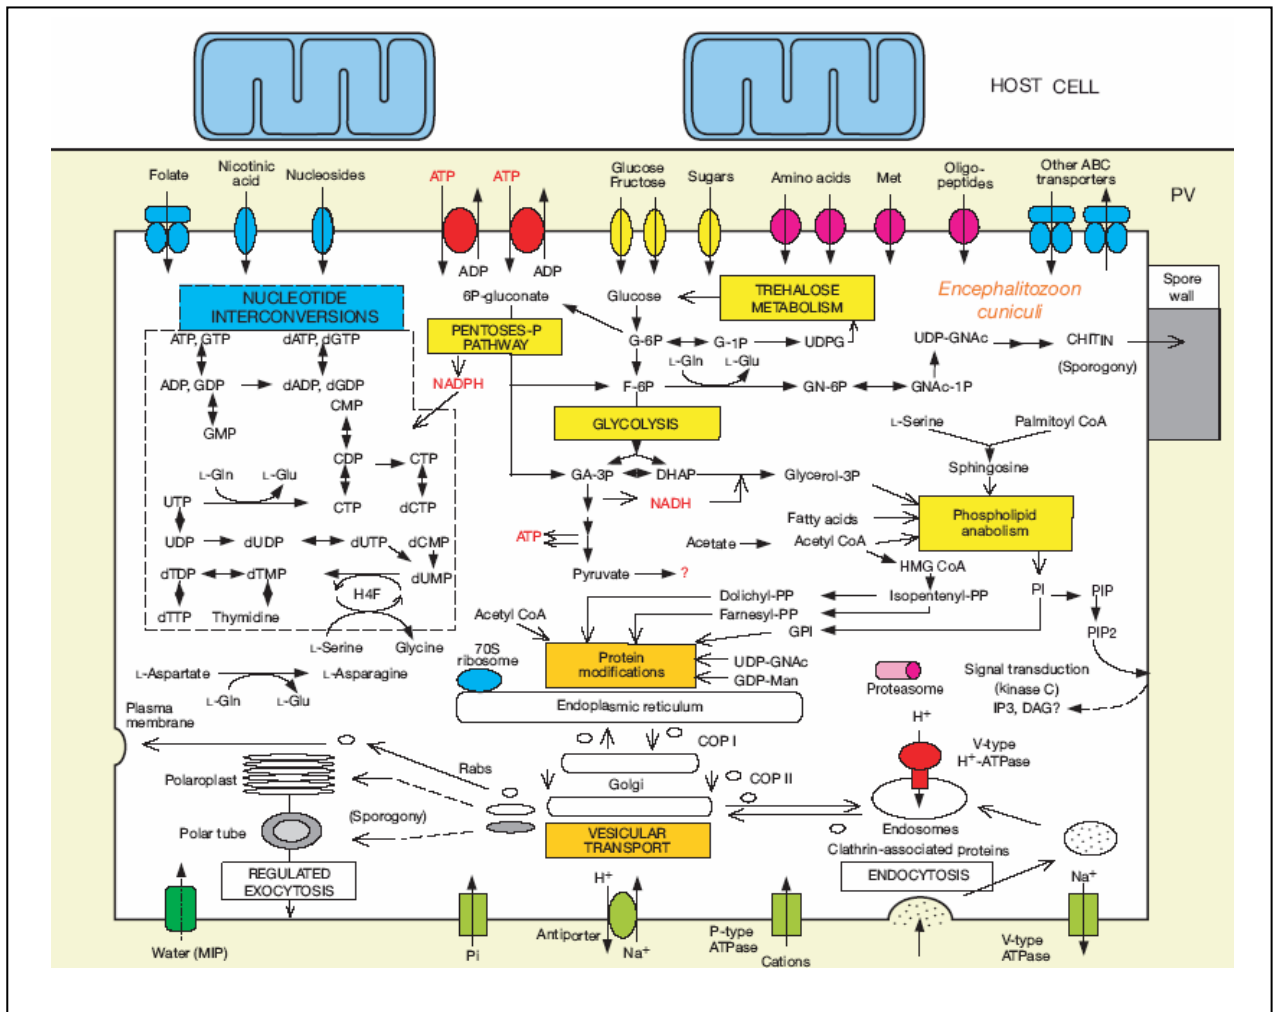 HOST CELL
Folate
Nicotinic
acid
Nucleosides
ATP
ATP
Glucose
Fructose
Sugars
Amino acids
Met
Oligo-
peptides
Other ABC
transporters
PV
ADP
ADP
NUCLEOTIDE
INTERCONVERSIONS
6P-gluconate
Glucose
TREHALOSE
METABOLISM
Encephalitozoon
cuniculi
Spore
wall
PENTOSES-P
PATHWAY
ATP, GTP
dATP, dGTP
G-6P
G-1P
UDPG
UDP-GNAc
CHITIN
(Sporogony)
L-Gln
L-Glu
ADP, GDP
dADP, dGDP
NADPH
F-6P
GN-6P
GNAc-1P
CMP
GMP
GLYCOLYSIS
L-Serine
Palmitoyl CoA
CDP
CTP
L-Gln
L-Glu
GA-3P
DHAP
Glycerol-3P
Sphingosine
UTP
CTP
dCTP
NADH
Phospholipid
anabolism
Fatty acids
UDP
dUDP
dUTP
dCMP
ATP
Acetate
Acetyl CoA
dTDP
dTMP
dUMP
Pyruvate
?
HMG CoA
H4F
Dolichyl-PP
Isopentenyl-PP
PI
PIP
dTTP
Thymidine
Acetyl CoA
Farnesyl-PP
GPI
PIP2
L-Serine
Glycine
70S
ribosome
Protein
modifications
UDP-GNAc
GDP-Man
L-Aspartate
L-Asparagine
L-Gln
L-Glu
Proteasome
Signal transduction
(kinase C)
IP3, DAG?
Plasma
membrane
Endoplasmic reticulum
H+
COP I
V-type
H+-ATPase
Polaroplast
Rabs
Golgi
COP II
Polar tube
(Sporogony)
VESICULAR
TRANSPORT
Endosomes
Clathrin-associated proteins
REGULATED
EXOCYTOSIS
ENDOCYTOSIS
H+
Na+
Water (MIP)
Pi
Antiporter
Na+
P-type
ATPase
Cations
V-type
ATPase